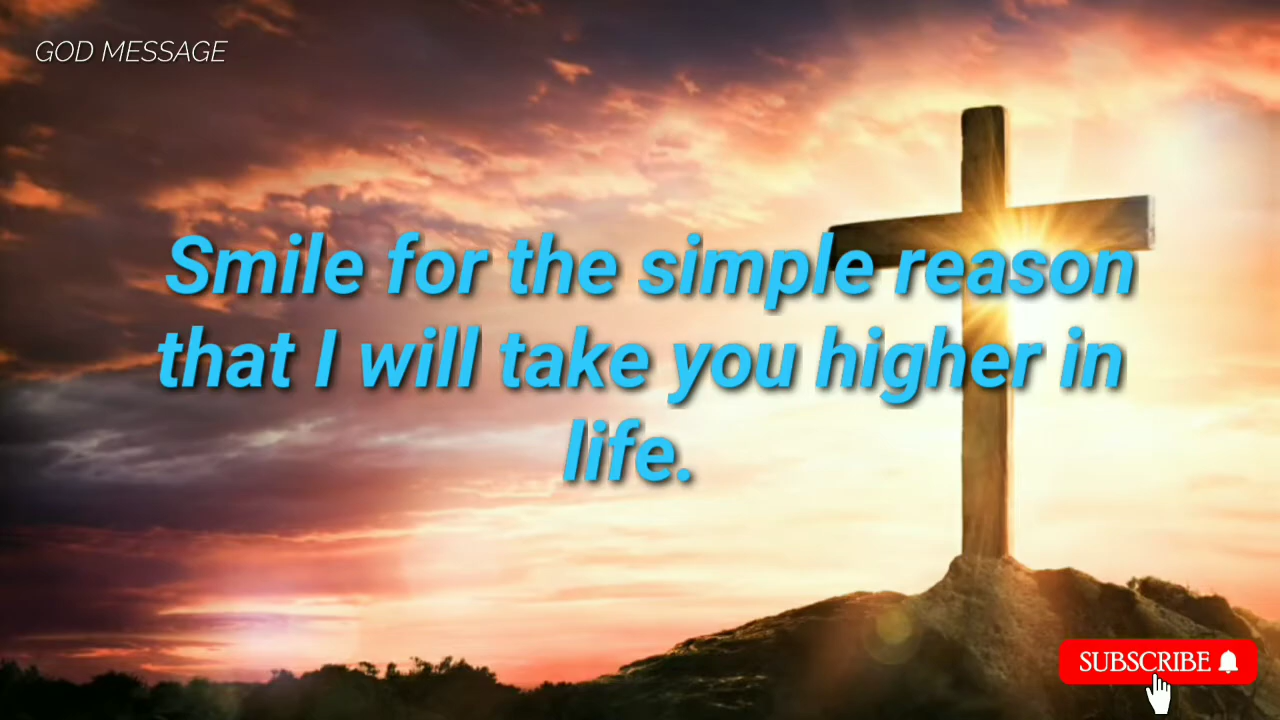 GOD MESSAGE
Smile for the simple reason
that I will take you higher in
life.
SUBSCRIBE